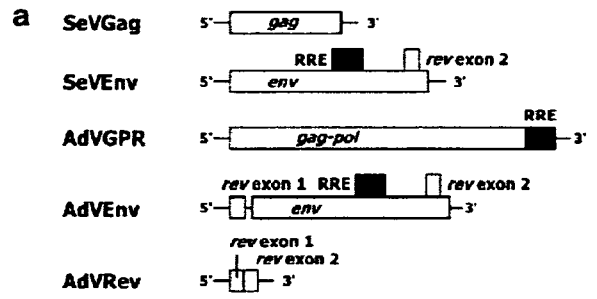 a
SeVGag 5'- gag 3'
RRE rev exon 2
SeVEnv 5'- env 3'
RRE
AdVGPR 5'- gag-pol 3'
rev exon 1 RRE rev exon 2
AdVEnv 5'- env 3'
rev exon 1
rev exon 2
AdVRev 5'- 3'